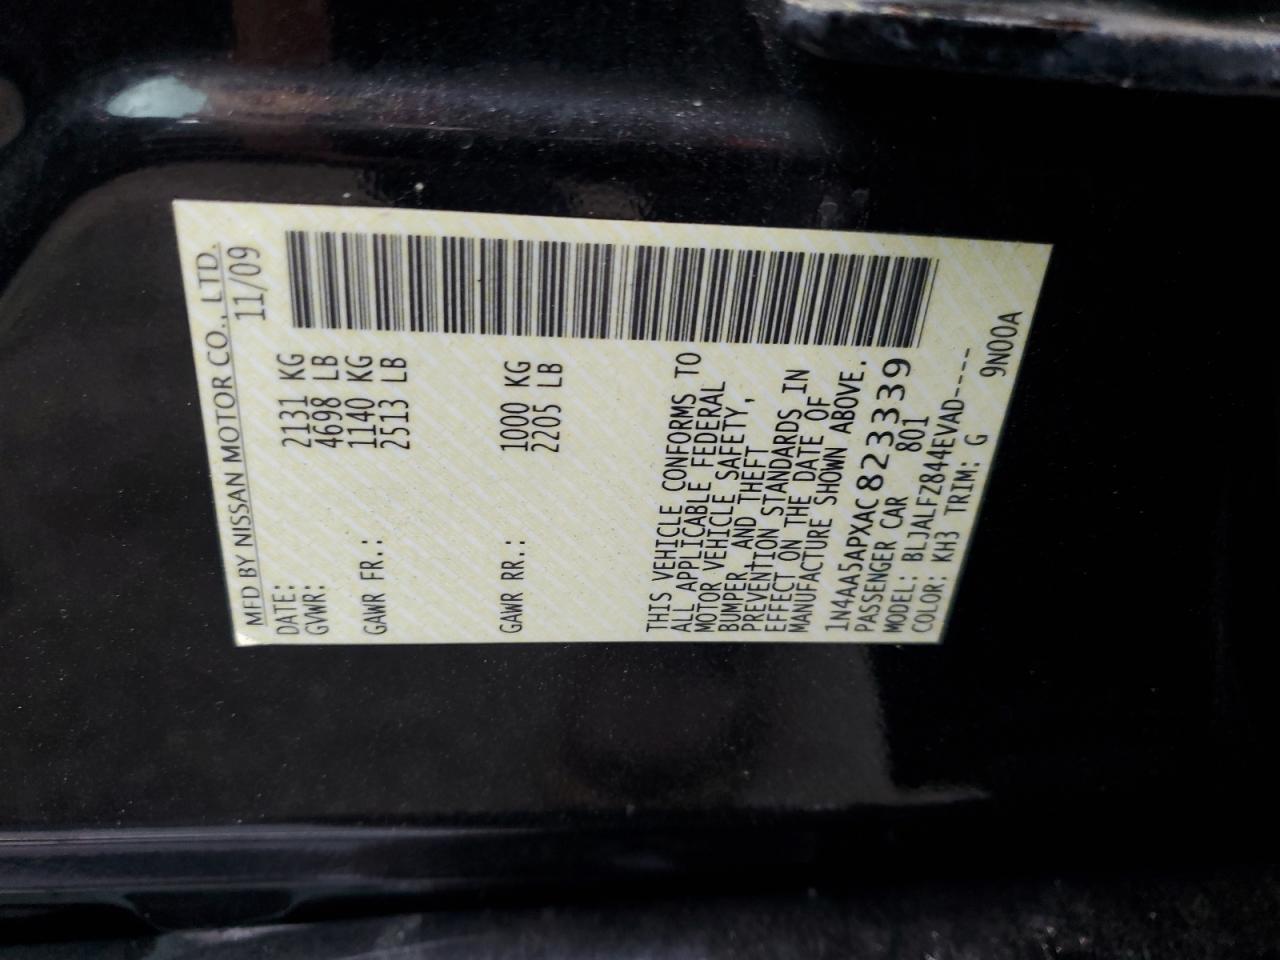 MFD BY NISSAN MOTOR CO., LTD.
DATE: 11/09
GVWR: 2131 KG
4698 LB
GAWR FR.: 1140 KG
2513 LB
GAWR RR.: 1000 KG
2205 LB
THIS VEHICLE CONFORMS TO
ALL APPLICABLE FEDERAL
MOTOR VEHICLE SAFETY,
BUMPER, AND THEFT
PREVENTION STANDARDS IN
EFFECT ON THE DATE OF
MANUFACTURE SHOWN ABOVE.
1N4AA5APXAC823339
PASSENGER CAR 801
MODEL: BLJALFZ844EVAD----
COLOR: KH3 TRIM: G 9N00A